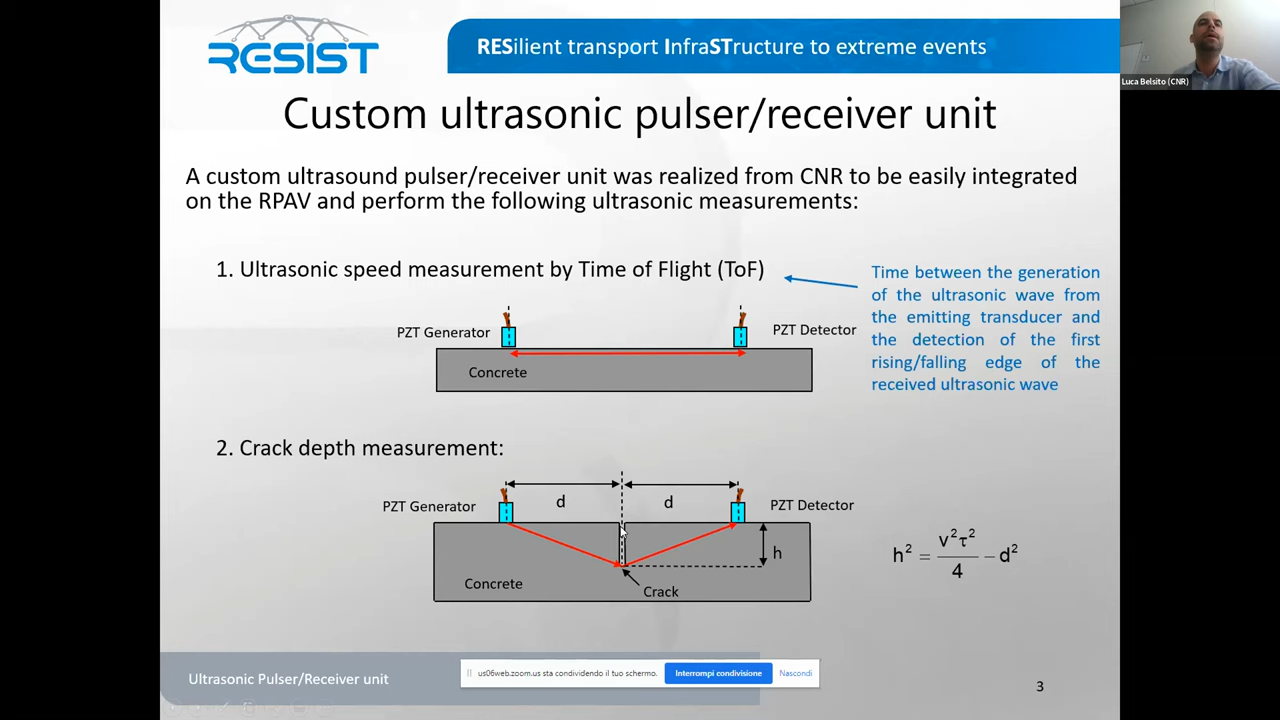 RESIST
RESilient transport InfraSTructure to extreme events
Luca Belsito (CNR)
Custom ultrasonic pulser/receiver unit
A custom ultrasound pulser/receiver unit was realized from CNR to be easily integrated
on the RPAV and perform the following ultrasonic measurements:
1. Ultrasonic speed measurement by Time of Flight (ToF)
Time between the generation
of the ultrasonic wave from
the emitting transducer and
the detection of the first
rising/falling edge of the
received ultrasonic wave
PZT Generator
PZT Detector
Concrete
2. Crack depth measurement:
d
d
PZT Generator
PZT Detector
h
h² = v²τ²/4 − d²
Concrete
Crack
Ultrasonic Pulser/Receiver unit
us06web.zoom.us sta condividendo il tuo schermo.
Interrompi condivisione
Nascondi
3